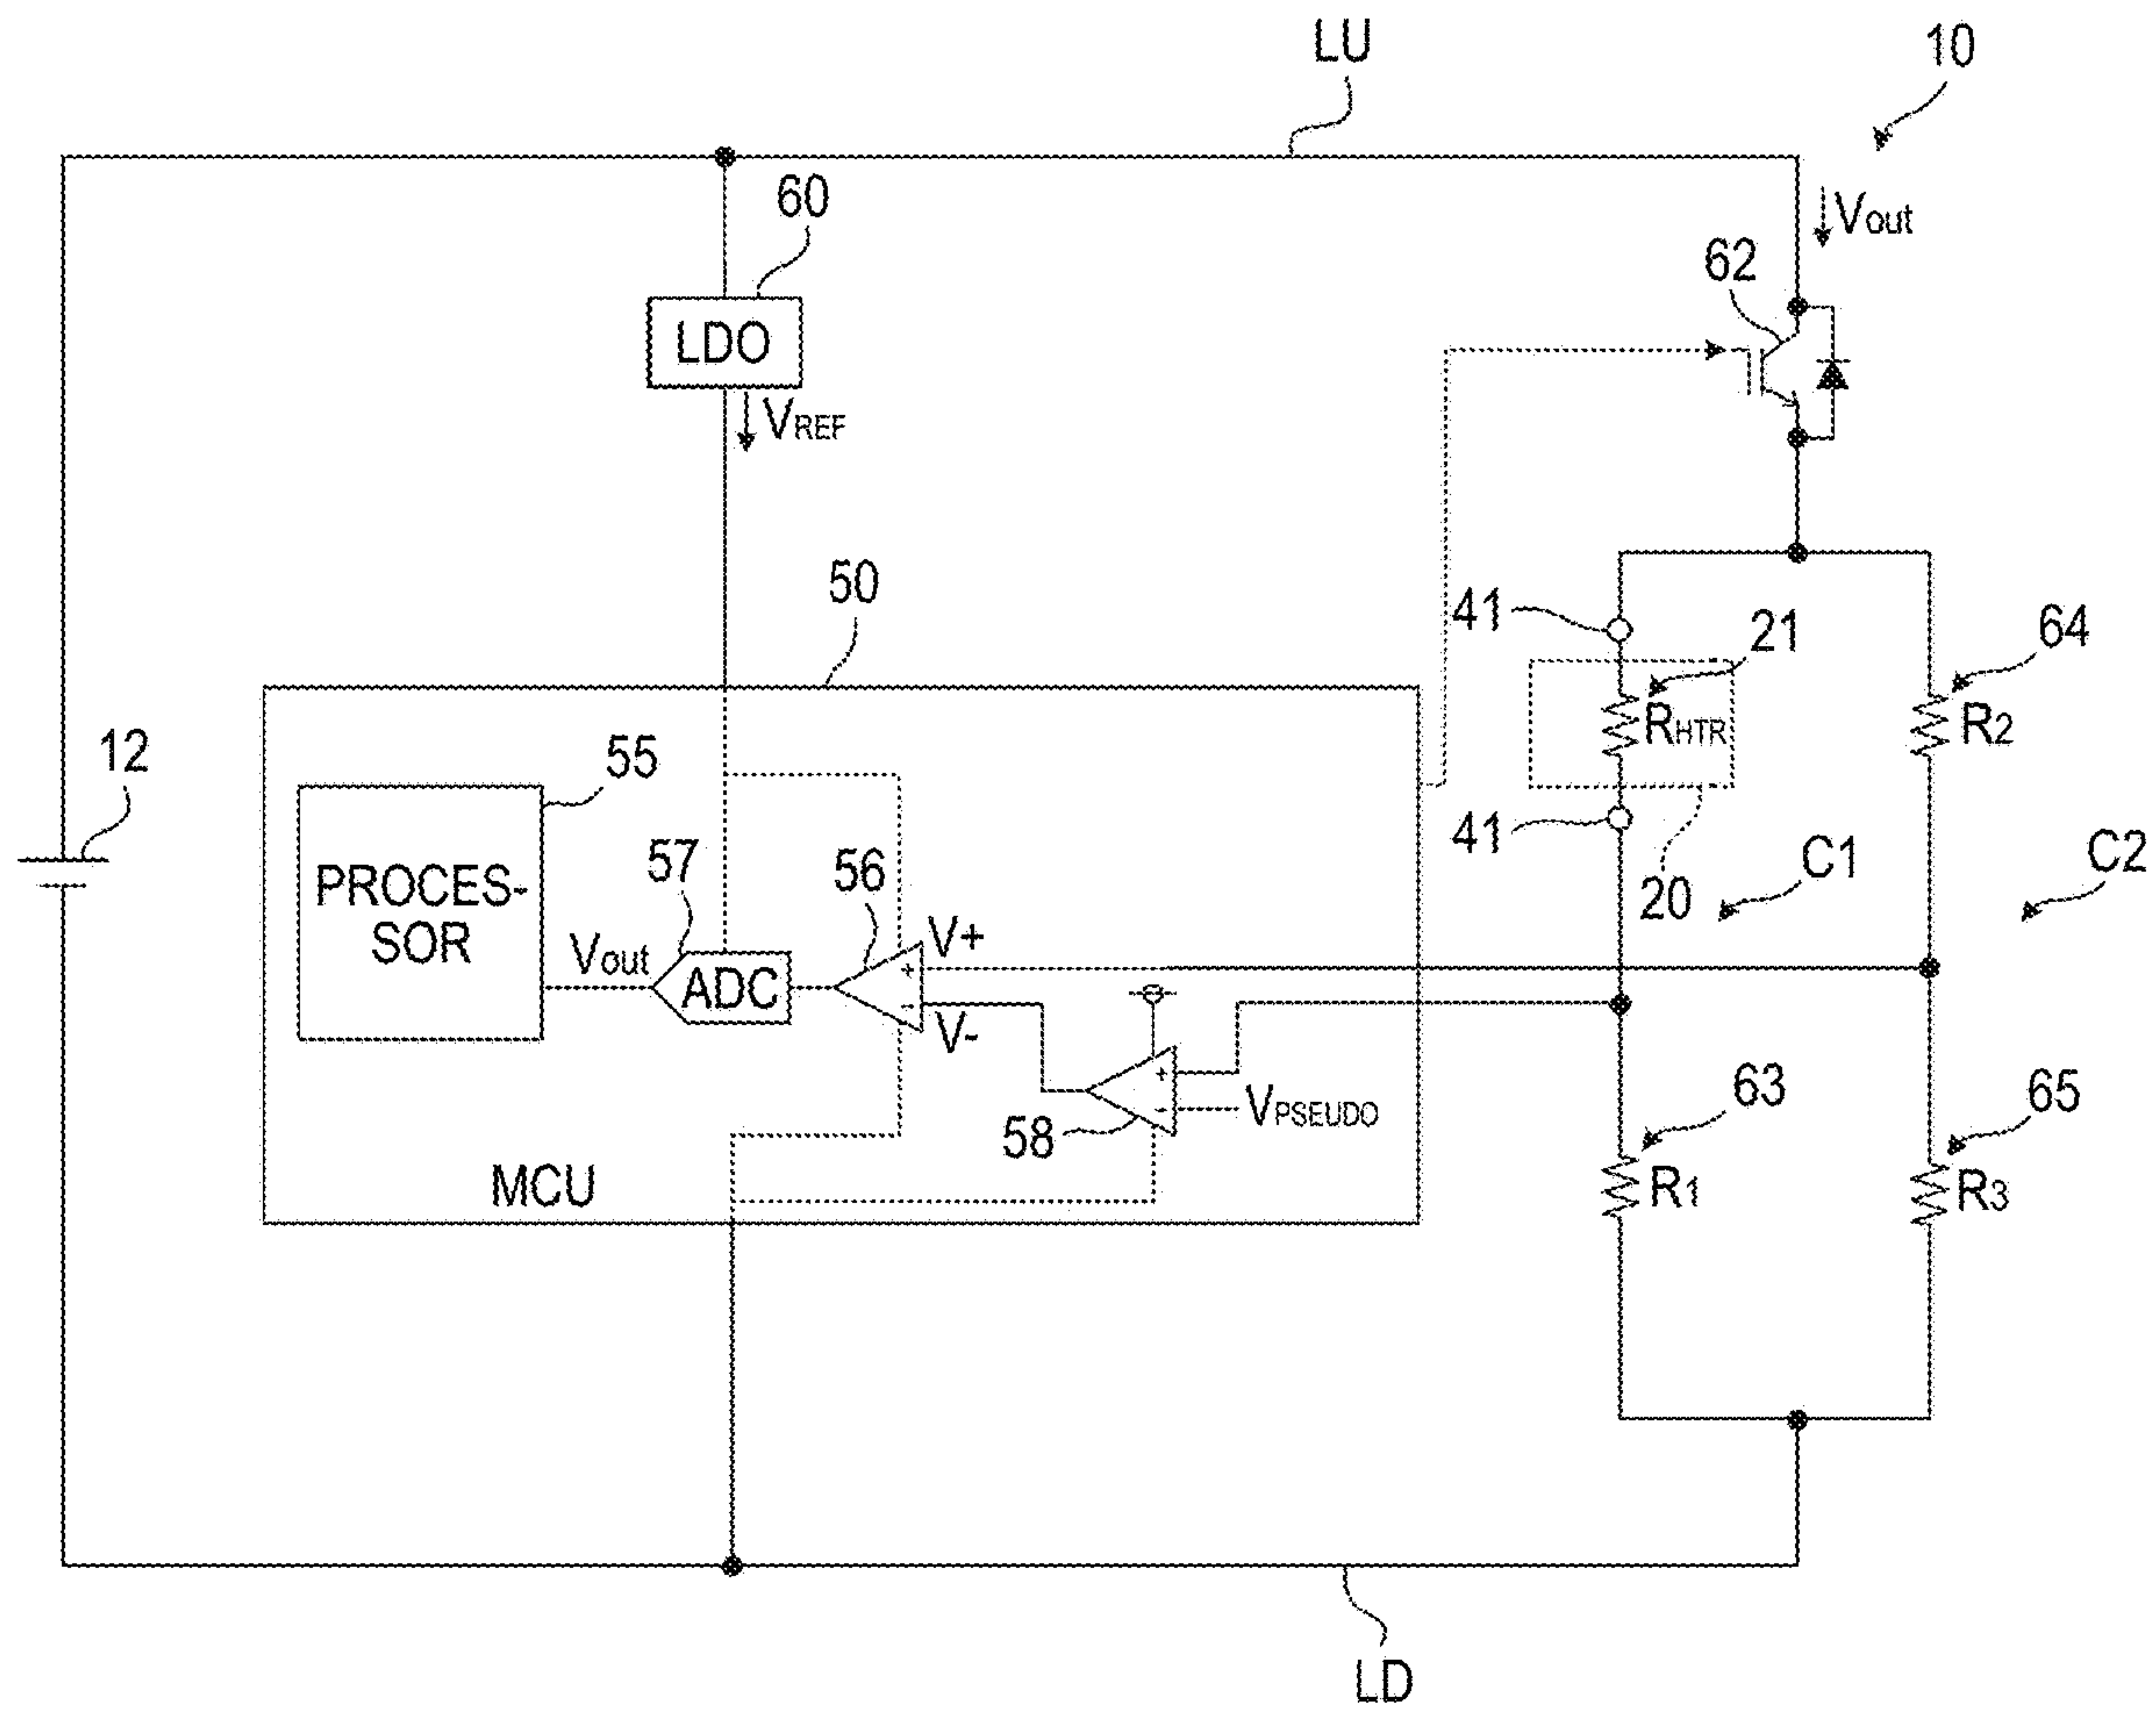 LU
10
60
Vout
62
LDO
VREF
50
41
21
64
RHTR
R2
12
55
57
56
41
20
C1
C2
PROCES-
SOR
Vout
ADC
V+
+
-
V-
+
-
VPSEUDO
58
63
65
MCU
R1
R3
LD